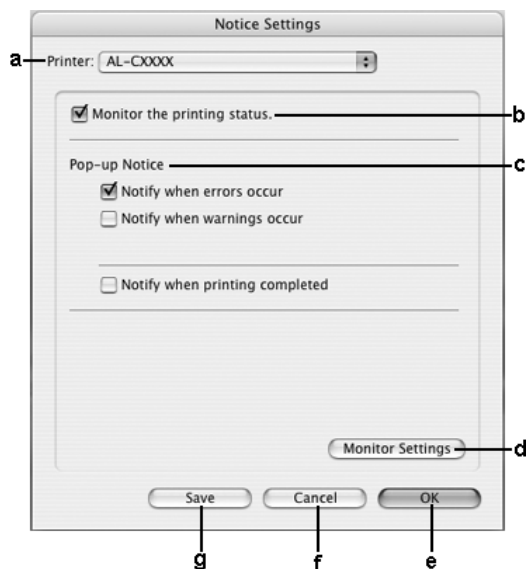 Notice Settings
a Printer: AL-CXXXX
Monitor the printing status. b
Pop-up Notice c
Notify when errors occur
Notify when warnings occur
Notify when printing completed
Monitor Settings d
Save Cancel OK
g f e